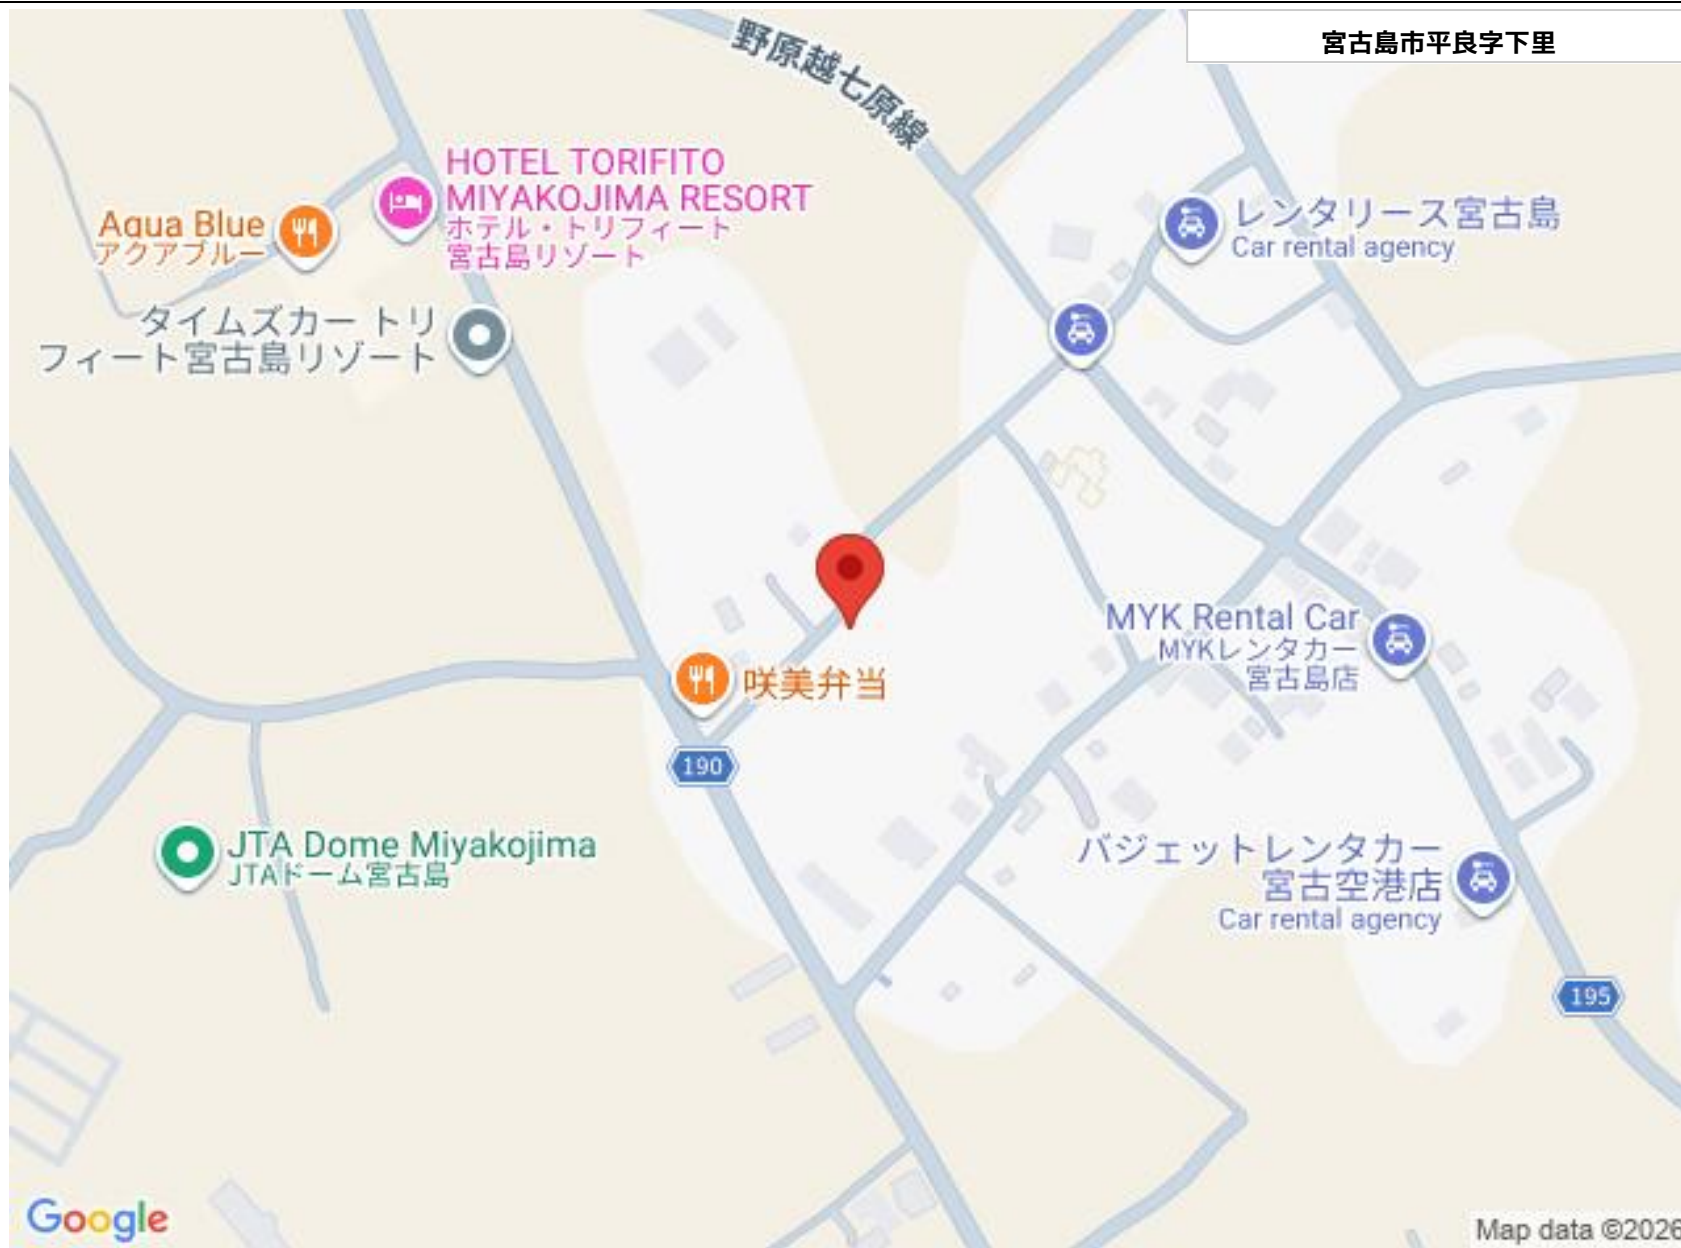 宮古島市平良字下里
野原越七原線
HOTEL TORIFITO
MIYAKOJIMA RESORT
ホテル・トリフィート
宮古島リゾート
Aqua Blue
アクアブルー
レンタリース宮古島
Car rental agency
タイムズカー トリ
フィート宮古島リゾート
MYK Rental Car
MYKレンタカー
宮古島店
咲美弁当
190
JTA Dome Miyakojima
JTAドーム宮古島
バジェットレンタカー
宮古空港店
Car rental agency
195
Google
Map data ©2026